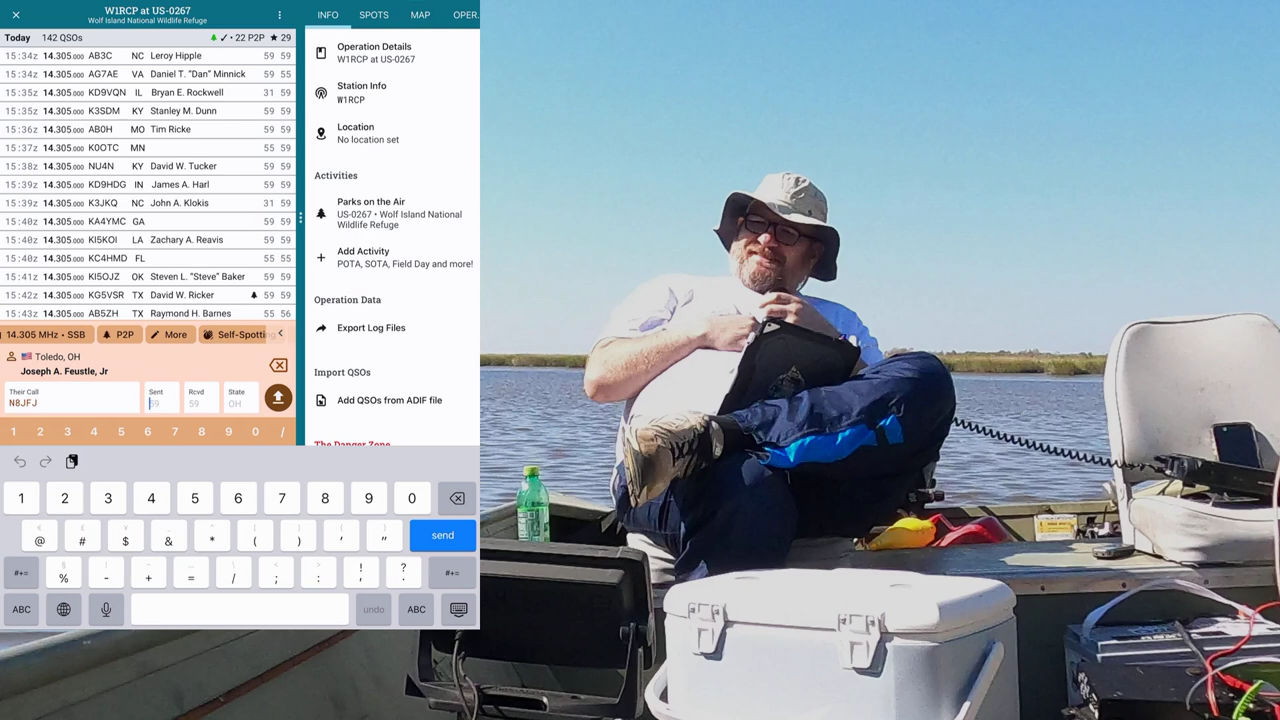 W1RCP at US-0267
Wolf Island National Wildlife Refuge
Today 142 QSOs ✓ • 22 P2P ★ 29
15:34z 14.305.000 AB3C NC Leroy Hipple 59 59
15:34z 14.305.000 AG7AE VA Daniel T. "Dan" Minnick 59 55
15:35z 14.305.000 KD9VQN IL Bryan E. Rockwell 31 59
15:35z 14.305.000 K3SDM KY Stanley M. Dunn 59 59
15:36z 14.305.000 AB0H MO Tim Ricke 59 59
15:37z 14.305.000 K0OTC MN 55 59
15:38z 14.305.000 NU4N KY David W. Tucker 59 59
15:39z 14.305.000 KD9HDG IN James A. Harl 59 59
15:39z 14.305.000 K3JKQ NC John A. Klokis 31 59
15:40z 14.305.000 KA4YMC GA 59 59
15:40z 14.305.000 KI5KOI LA Zachary A. Reavis 59 59
15:40z 14.305.000 KC4HMD FL 55 55
15:41z 14.305.000 KI5OJZ OK Steven L. "Steve" Baker 59 59
15:42z 14.305.000 KG5VSR TX David W. Ricker 59 59
15:43z 14.305.000 AB5ZH TX Raymond H. Barnes 55 56
14.305 MHz • SSB P2P More Self-Spotting
Toledo, OH
Joseph A. Feustle, Jr
Their Call Sent Rcvd State
N8JFJ 59 59 OH
1 2 3 4 5 6 7 8 9 0 /
INFO SPOTS MAP OPER.
Operation Details
W1RCP at US-0267
Station Info
W1RCP
Location
No location set
Activities
Parks on the Air
US-0267 • Wolf Island National
Wildlife Refuge
Add Activity
POTA, SOTA, Field Day and more!
Operation Data
Export Log Files
Import QSOs
Add QSOs from ADIF file
The Danger Zone
1 2 3 4 5 6 7 8 9 0
@ # $ & * ( ) ' " send
#+= % - + = / ; : ! ? #+=
ABC undo ABC